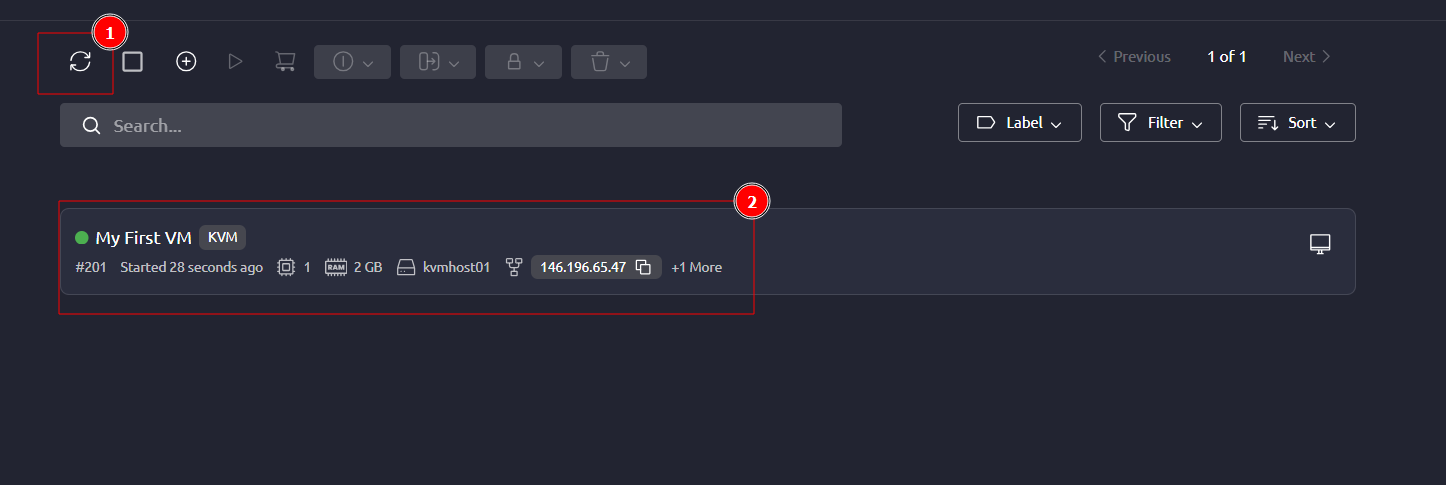 1
Previous 1 of 1 Next
Search...
Label Filter Sort
2
My First VM KVM
#201 Started 28 seconds ago 1 RAM 2 GB kvmhost01 146.196.65.47 +1 More